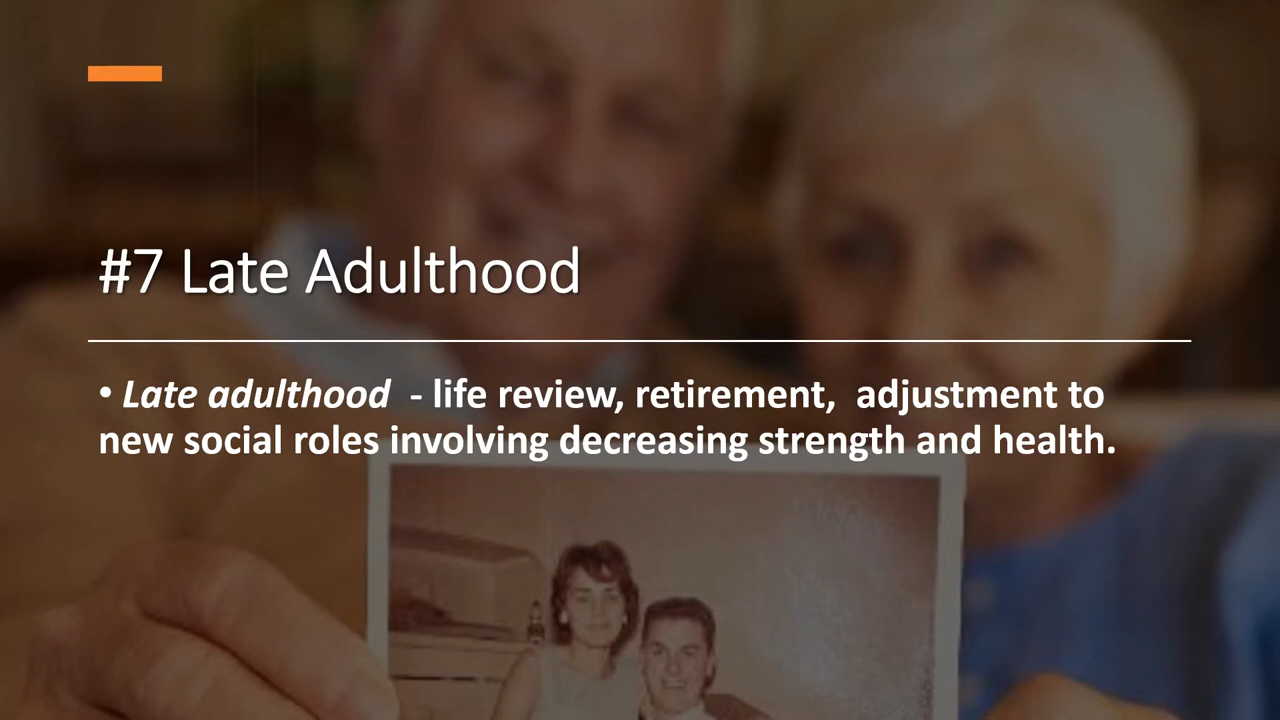 #7 Late Adulthood
• Late adulthood  - life review, retirement,  adjustment to
new social roles involving decreasing strength and health.